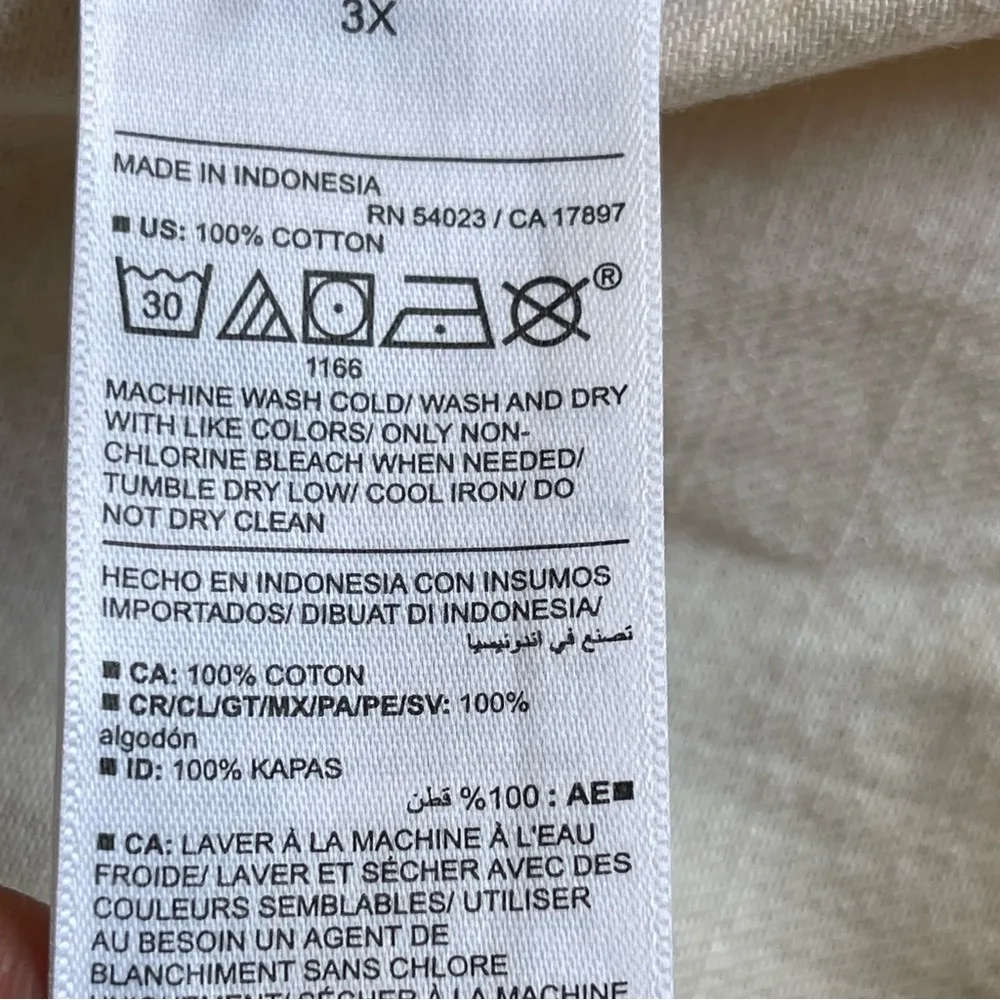 3X
MADE IN INDONESIA
RN 54023 / CA 17897
US: 100% COTTON
30
®
1166
MACHINE WASH COLD/ WASH AND DRY
WITH LIKE COLORS/ ONLY NON-
CHLORINE BLEACH WHEN NEEDED/
TUMBLE DRY LOW/ COOL IRON/ DO
NOT DRY CLEAN
HECHO EN INDONESIA CON INSUMOS
IMPORTADOS/ DIBUAT DI INDONESIA/
تصنع في اندونيسيا
CA: 100% COTON
CR/CL/GT/MX/PA/PE/SV: 100%
algodón
ID: 100% KAPAS
AE : 100% قطن
CA: LAVER À LA MACHINE À L'EAU
FROIDE/ LAVER ET SÉCHER AVEC DES
COULEURS SEMBLABLES/ UTILISER
AU BESOIN UN AGENT DE
BLANCHIMENT SANS CHLORE
UNIQUEMENT/ SÉCHER À LA MACHINE